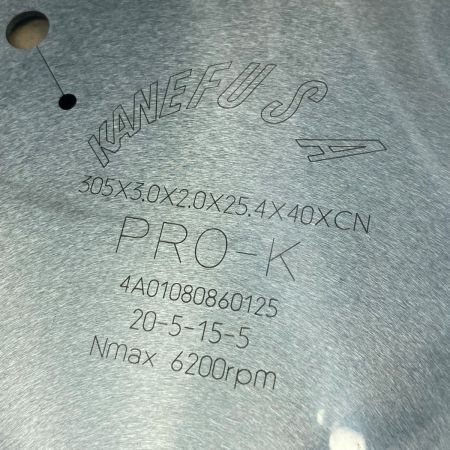 KANEFUSA
305X3.0X2.0X25.4X40XCN
PRO-K
4A01080860125
20-5-15-5
Nmax 6200rpm